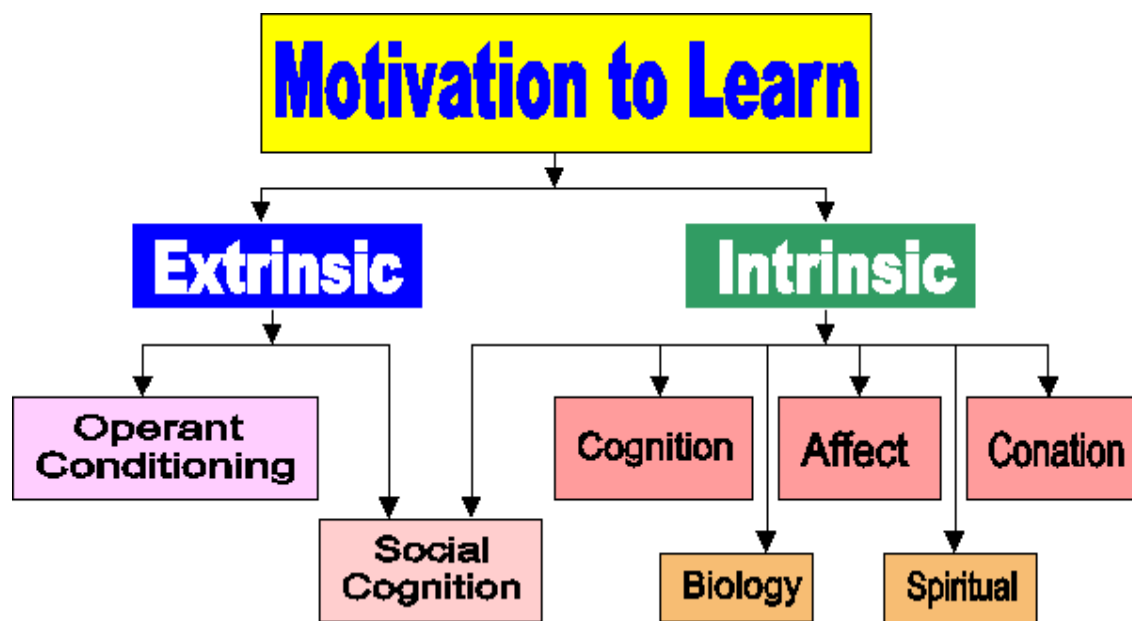 Motivation to Learn
Extrinsic
Intrinsic
Operant
Conditioning
Cognition
Affect
Conation
Social
Cognition
Biology
Spiritual